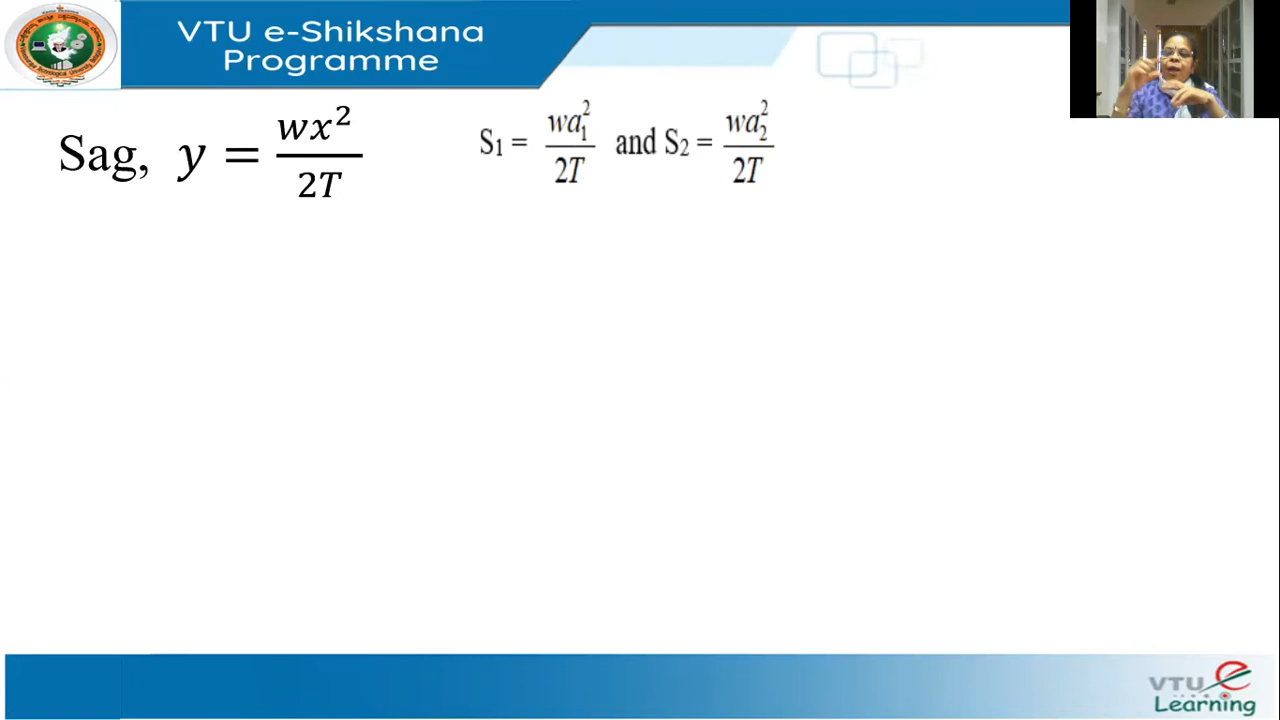 VTU e-Shikshana
Programme
Sag, y = wx²/2T
S₁ = wa₁²/2T and S₂ = wa₂²/2T
VTU e
Learning